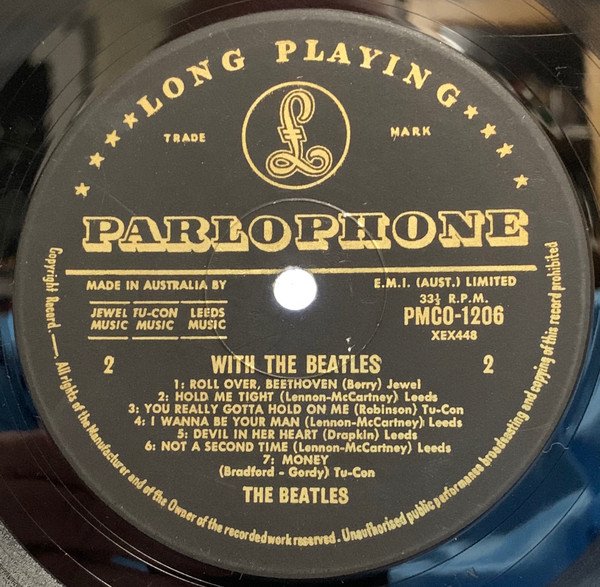 LONG PLAYING
TRADE MARK
£
PARLOPHONE
MADE IN AUSTRALIA BY E.M.I. (AUST.) LIMITED
33⅓ R.P.M.
JEWEL TU-CON LEEDS
MUSIC MUSIC MUSIC
PMCO-1206
XEX448
2 WITH THE BEATLES 2
1: ROLL OVER, BEETHOVEN (Berry) Jewel
2: HOLD ME TIGHT (Lennon-McCartney) Leeds
3: YOU REALLY GOTTA HOLD ON ME (Robinson) Tu-Con
4: I WANNA BE YOUR MAN (Lennon-McCartney) Leeds
5: DEVIL IN HER HEART (Drapkin) Leeds
6: NOT A SECOND TIME (Lennon-McCartney) Leeds
7: MONEY
(Bradford - Gordy) Tu-Con
THE BEATLES
Copyright Record. —. All rights of the Manufacturer and of the Owner of the recorded work reserved. Unauthorised public performance broadcasting and copying of this record prohibited